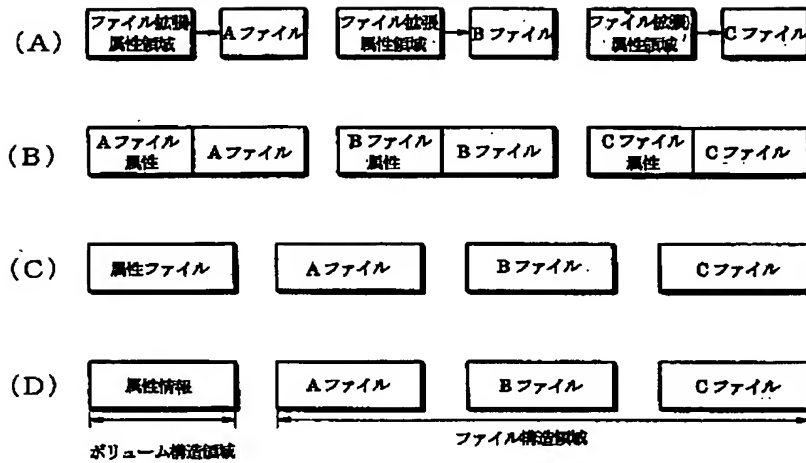 (A)
ファイル拡張
属性領域
Aファイル
ファイル拡張
属性領域
Bファイル
ファイル拡張
属性領域
Cファイル
(B)
Aファイル
属性
Aファイル
Bファイル
属性
Bファイル
Cファイル
属性
Cファイル
(C)
属性ファイル
Aファイル
Bファイル
Cファイル
(D)
属性情報
Aファイル
Bファイル
Cファイル
ボリューム構造領域
ファイル構造領域